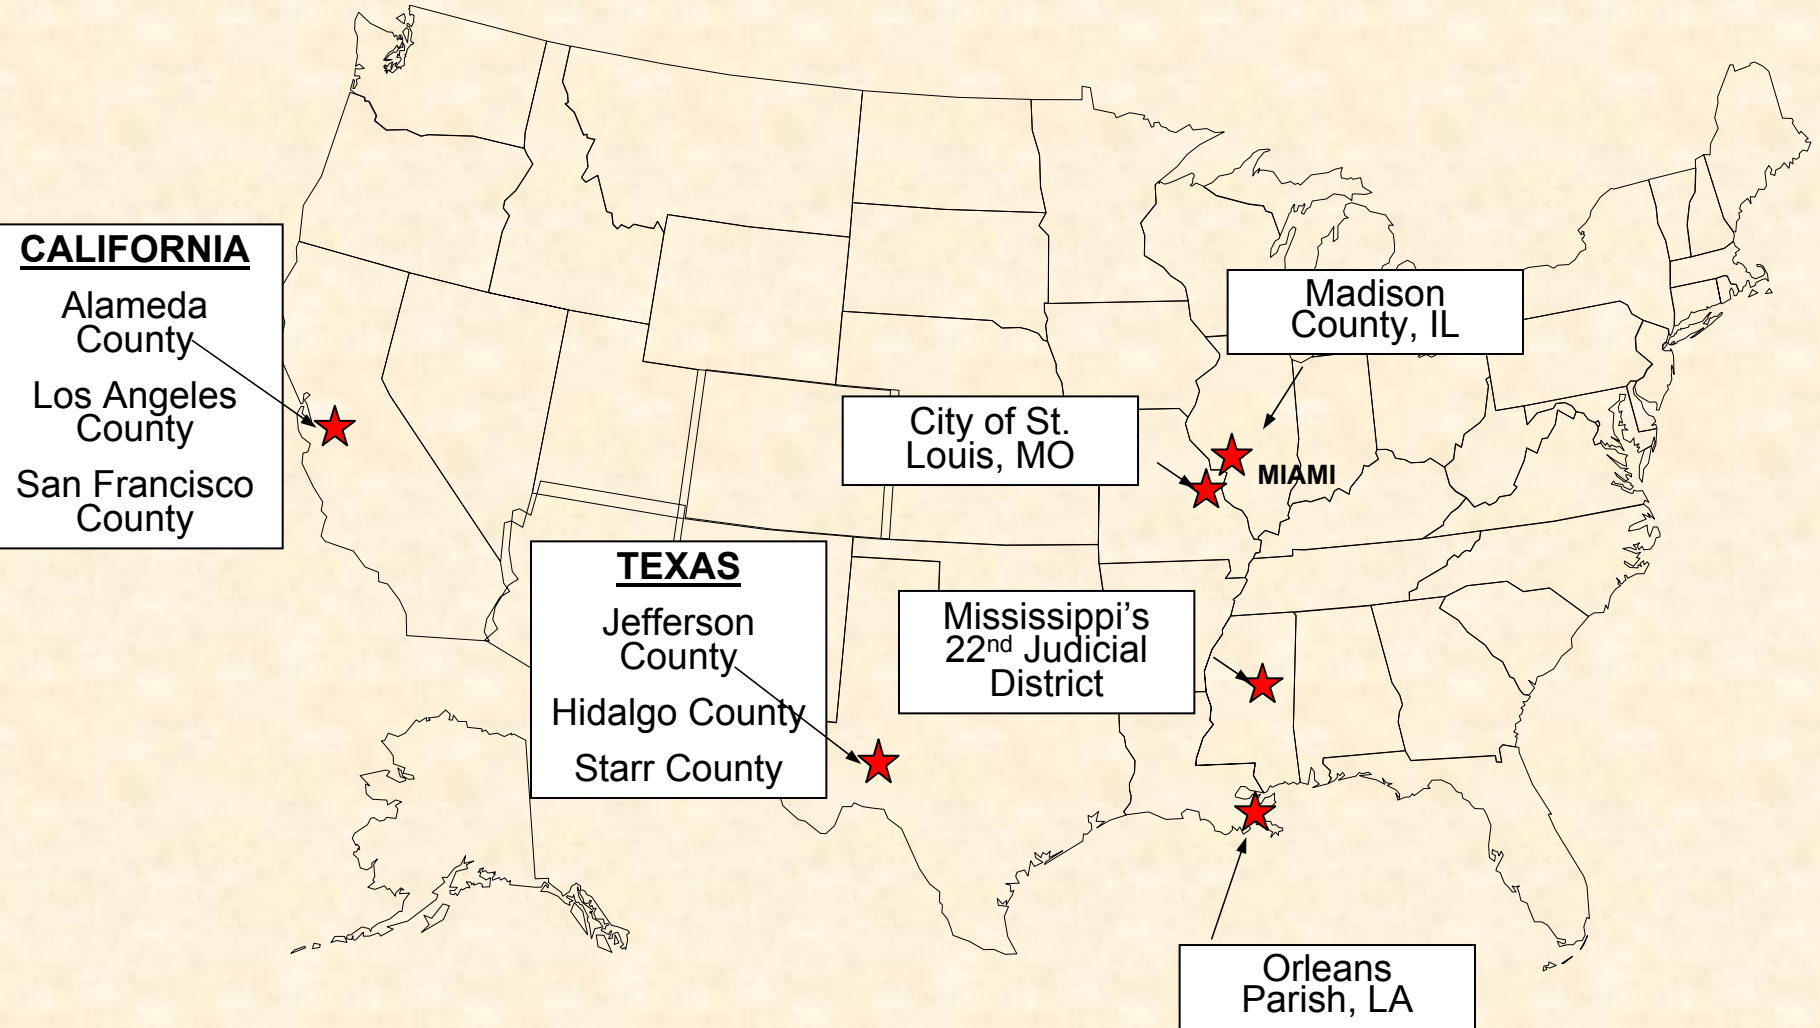 CALIFORNIA
Alameda
County
Los Angeles
County
San Francisco
County
Madison
County, IL
City of St.
Louis, MO
MIAMI
TEXAS
Jefferson
County
Hidalgo County
Starr County
Mississippi’s
22nd Judicial
District
Orleans
Parish, LA